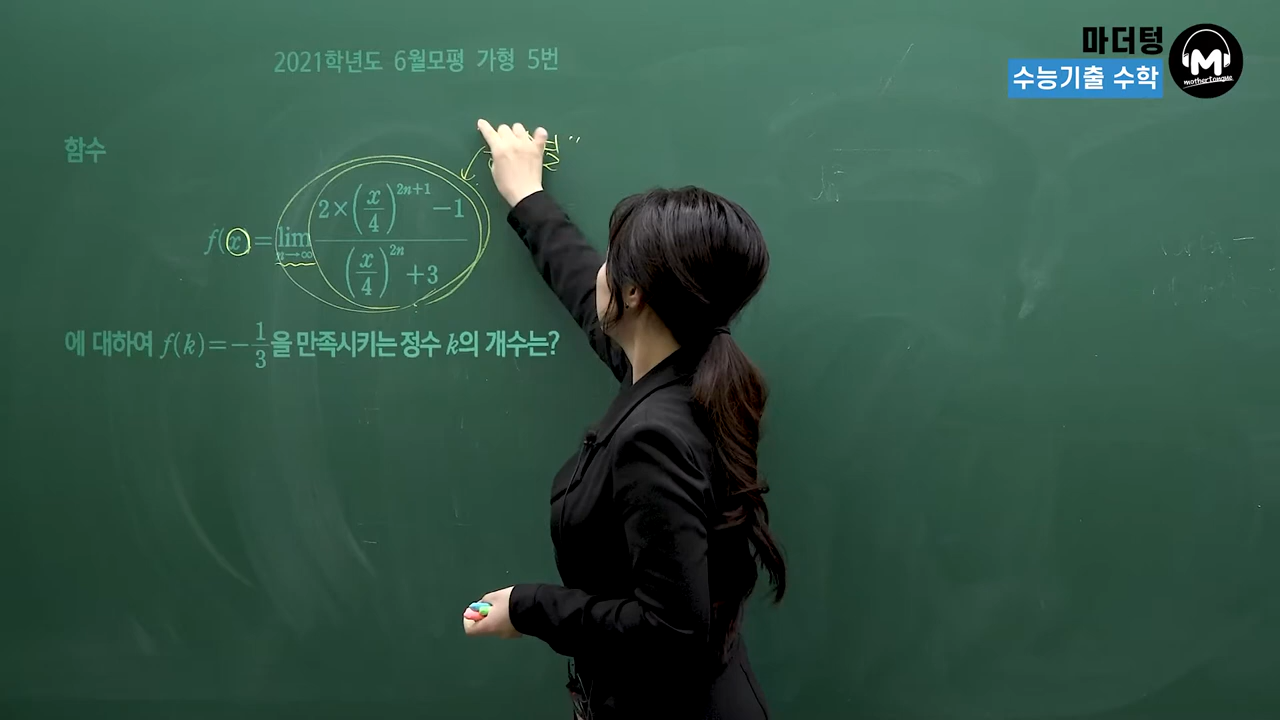 마더텅
수능기출 수학
M
mothertongue
2021학년도 6월모평 가형 5번
함수
f(x)=lim n→∞ (2×(x/4)^(2n+1) −1) / ((x/4)^(2n) +3)
에 대하여 f(k)=−1/3을 만족시키는 정수 k의 개수는?